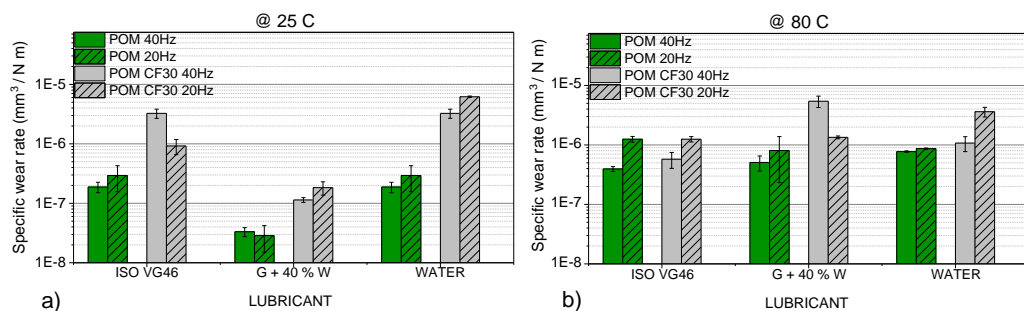 @ 25 C
POM 40Hz
POM 20Hz
POM CF30 40Hz
POM CF30 20Hz
Specific wear rate (mm³ / N m)
1E-5
1E-6
1E-7
1E-8
ISO VG46
G + 40 % W
WATER
LUBRICANT
a)
@ 80 C
POM 40Hz
POM 20Hz
POM CF30 40Hz
POM CF30 20Hz
Specific wear rate (mm³ / N m)
1E-5
1E-6
1E-7
1E-8
ISO VG46
G + 40 % W
WATER
LUBRICANT
b)